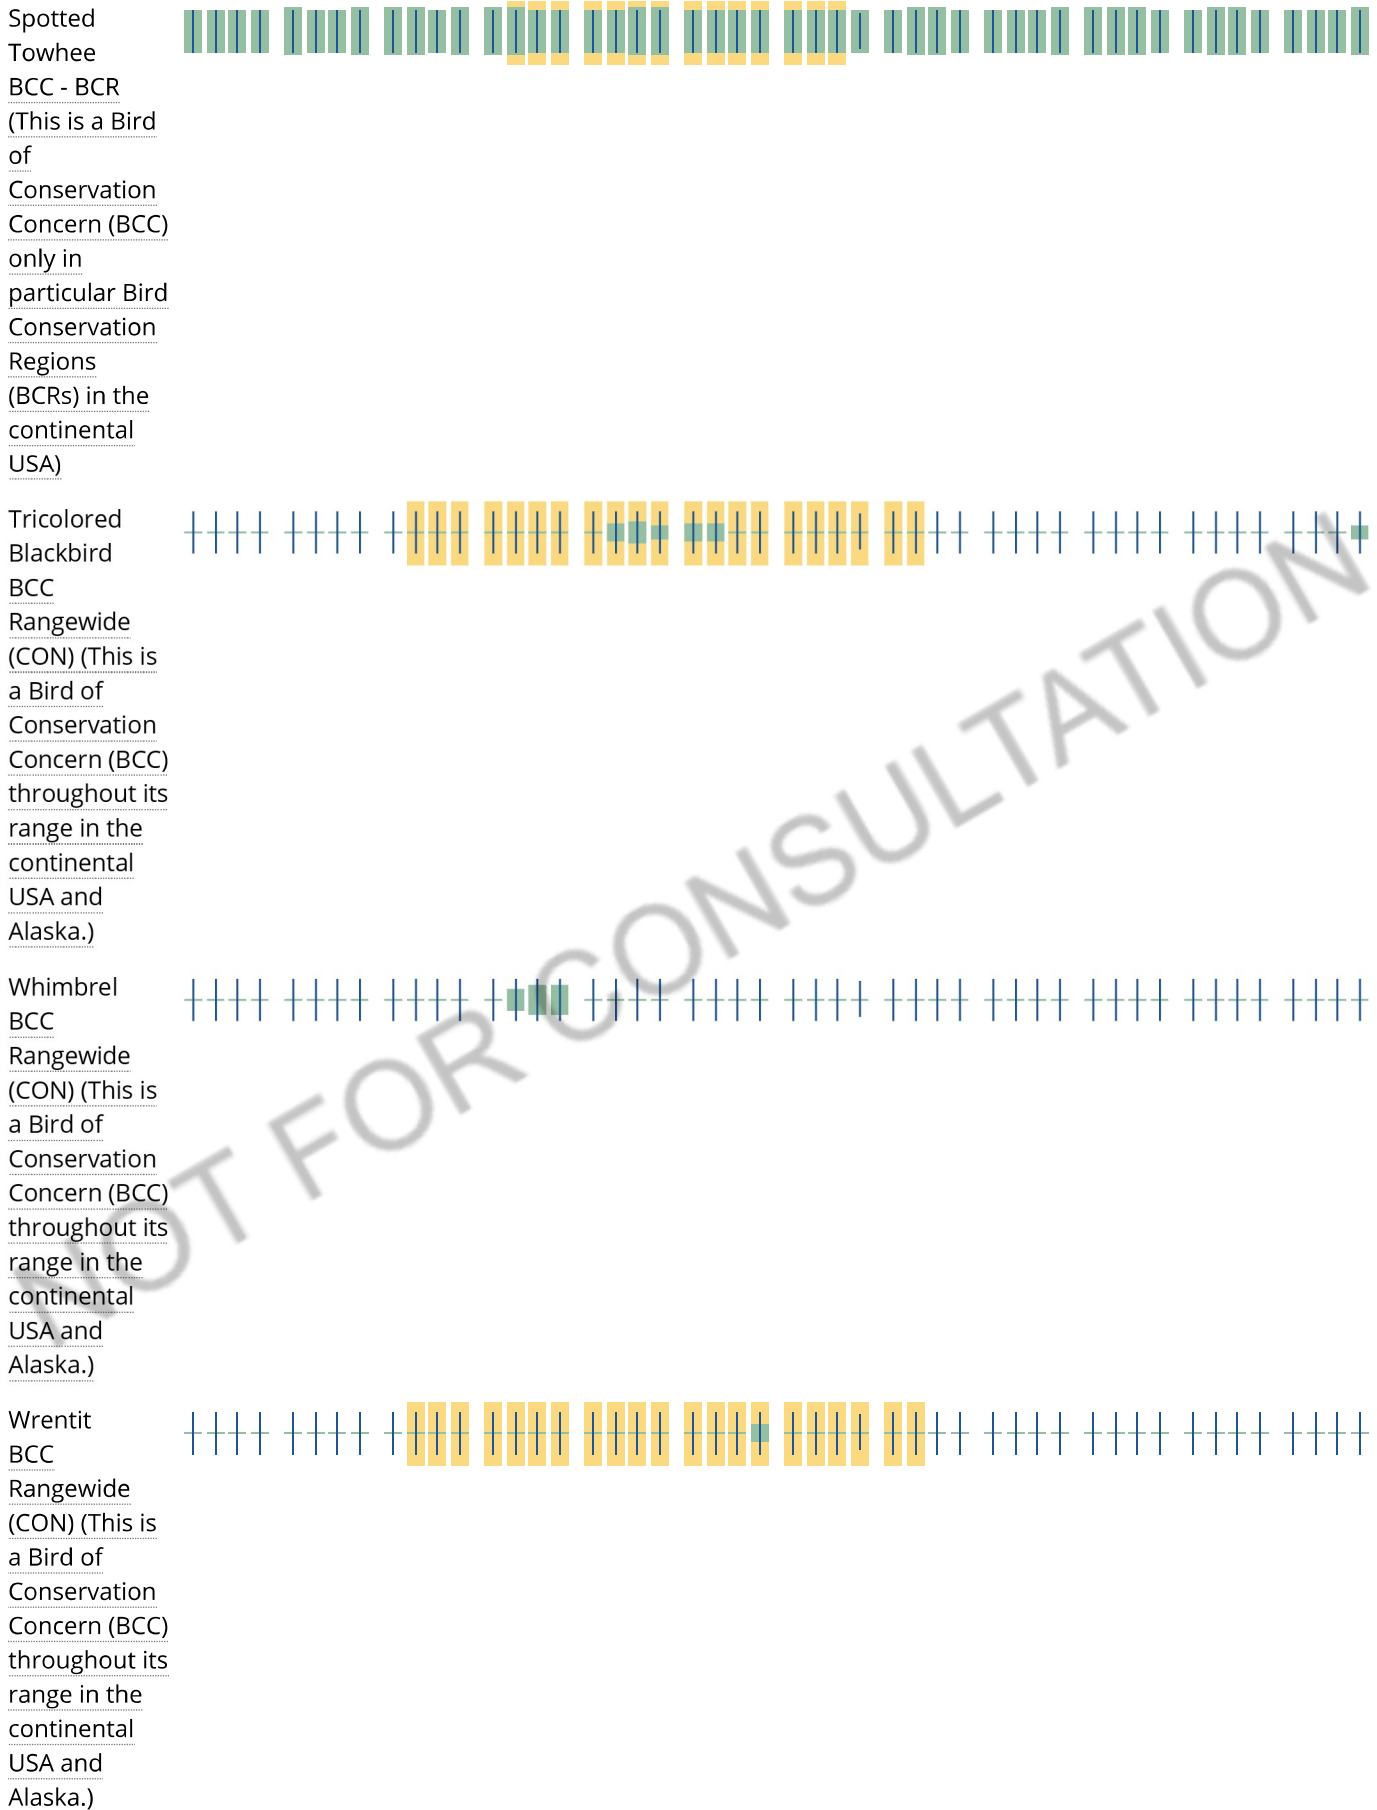 Spotted
Towhee
BCC - BCR
(This is a Bird
of
Conservation
Concern (BCC)
only in
particular Bird
Conservation
Regions
(BCRs) in the
continental
USA)
Tricolored
Blackbird
BCC
Rangewide
(CON) (This is
a Bird of
Conservation
Concern (BCC)
throughout its
range in the
continental
USA and
Alaska.)
Whimbrel
BCC
Rangewide
(CON) (This is
a Bird of
Conservation
Concern (BCC)
throughout its
range in the
continental
USA and
Alaska.)
Wrentit
BCC
Rangewide
(CON) (This is
a Bird of
Conservation
Concern (BCC)
throughout its
range in the
continental
USA and
Alaska.)
NOT FOR CONSULTATION